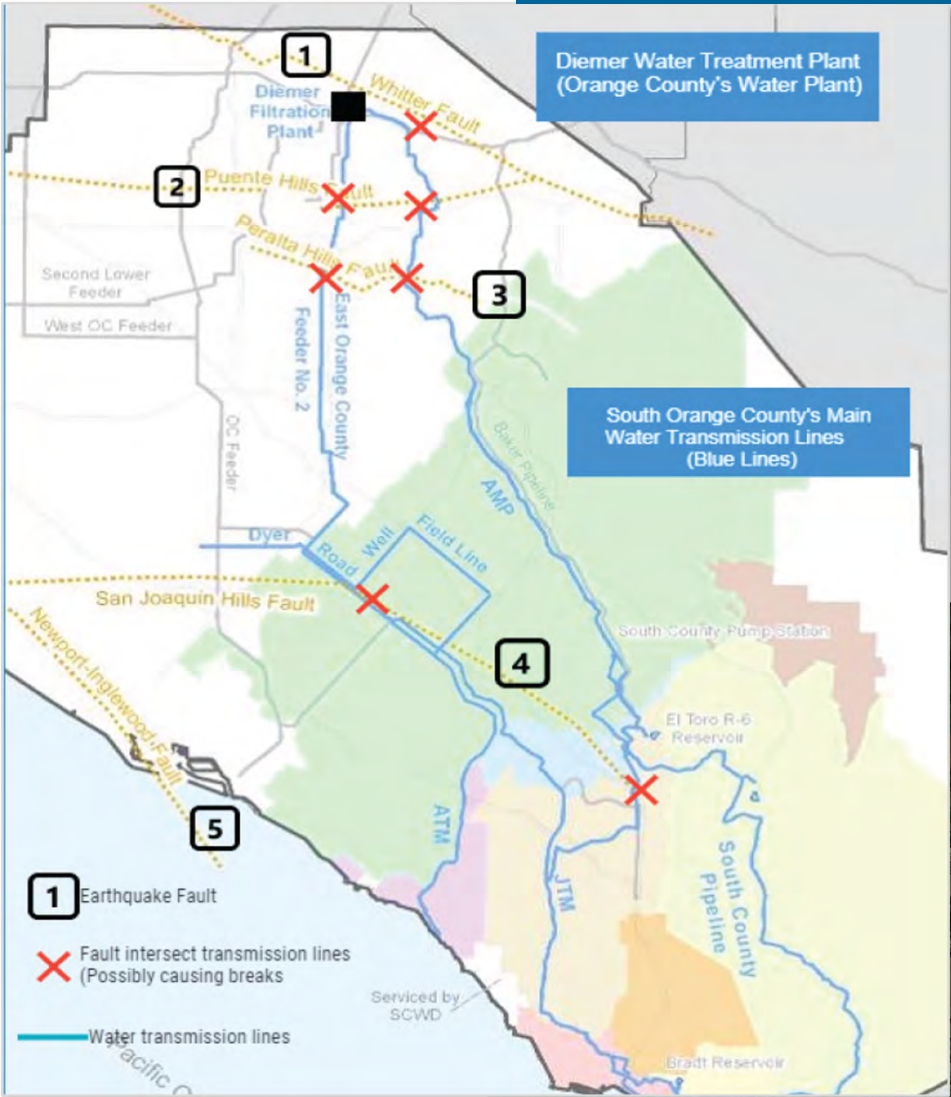 1
Diemer Water Treatment Plant
(Orange County's Water Plant)
Diemer
Filtration
Plant
Whitter Fault
2
Puente Hills Fault
Peralta Hills Fault
3
Second Lower
Feeder
West OC Feeder
East Orange County
Feeder No. 2
South Orange County's Main
Water Transmission Lines
(Blue Lines)
OC Feeder
Baker Pipeline
AMP
Dyer
Road
Well
Field Line
San Joaquin Hills Fault
Newport-Inglewood Fault
South County Pump Station
4
El Toro R-6
Reservoir
5
ATM
JTM
South County
Pipeline
1 Earthquake Fault
Fault intersect transmission lines
(Possibly causing breaks
Serviced by
SCWD
Water transmission lines
Pacific O
Bradt Reservoir